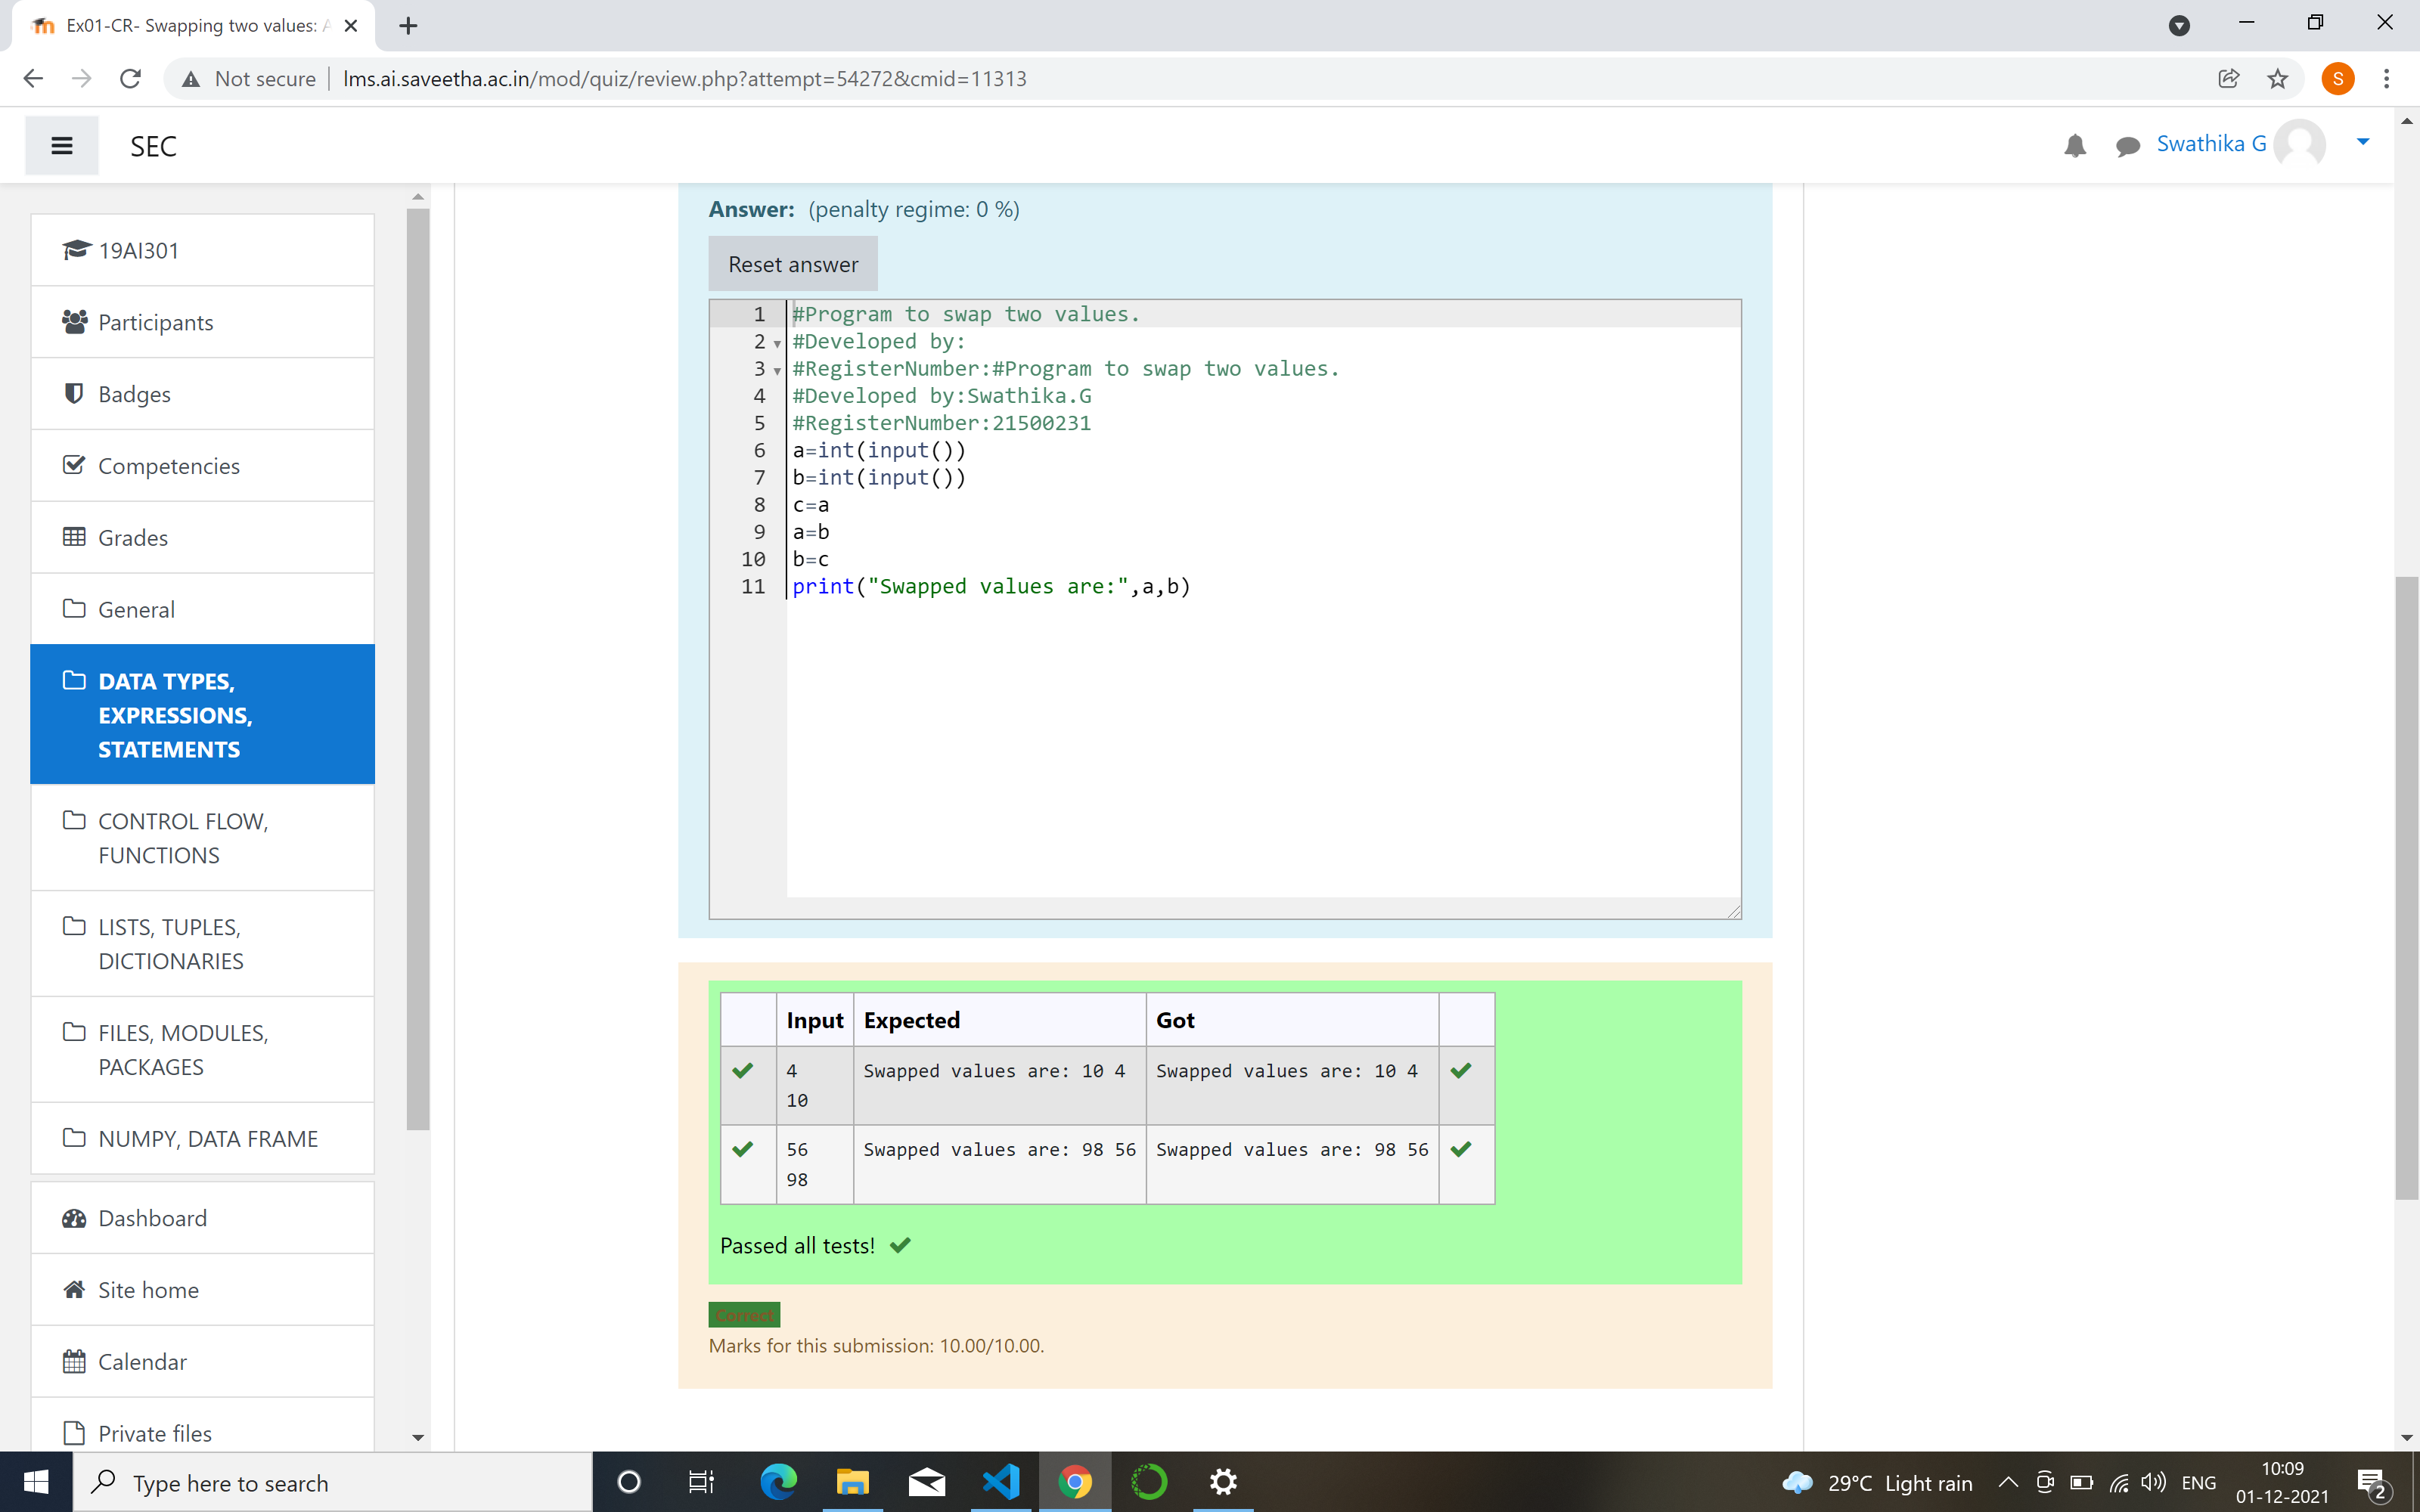 Ex01-CR- Swapping two values: A
Not secure
lms.ai.saveetha.ac.in/mod/quiz/review.php?attempt=54272&cmid=11313
S
SEC
Swathika G
19AI301
Participants
Badges
Competencies
Grades
General
DATA TYPES,
EXPRESSIONS,
STATEMENTS
CONTROL FLOW,
FUNCTIONS
LISTS, TUPLES,
DICTIONARIES
FILES, MODULES,
PACKAGES
NUMPY, DATA FRAME
Dashboard
Site home
Calendar
Private files
Answer: (penalty regime: 0 %)
Reset answer
1 #Program to swap two values.
2 #Developed by:
3 #RegisterNumber:#Program to swap two values.
4 #Developed by:Swathika.G
5 #RegisterNumber:21500231
6 a=int(input())
7 b=int(input())
8 c=a
9 a=b
10 b=c
11 print("Swapped values are:",a,b)
Input Expected Got
4 Swapped values are: 10 4 Swapped values are: 10 4
10
56 Swapped values are: 98 56 Swapped values are: 98 56
98
Passed all tests!
Correct
Marks for this submission: 10.00/10.00.
Type here to search
29°C Light rain
ENG
10:09
01-12-2021
2